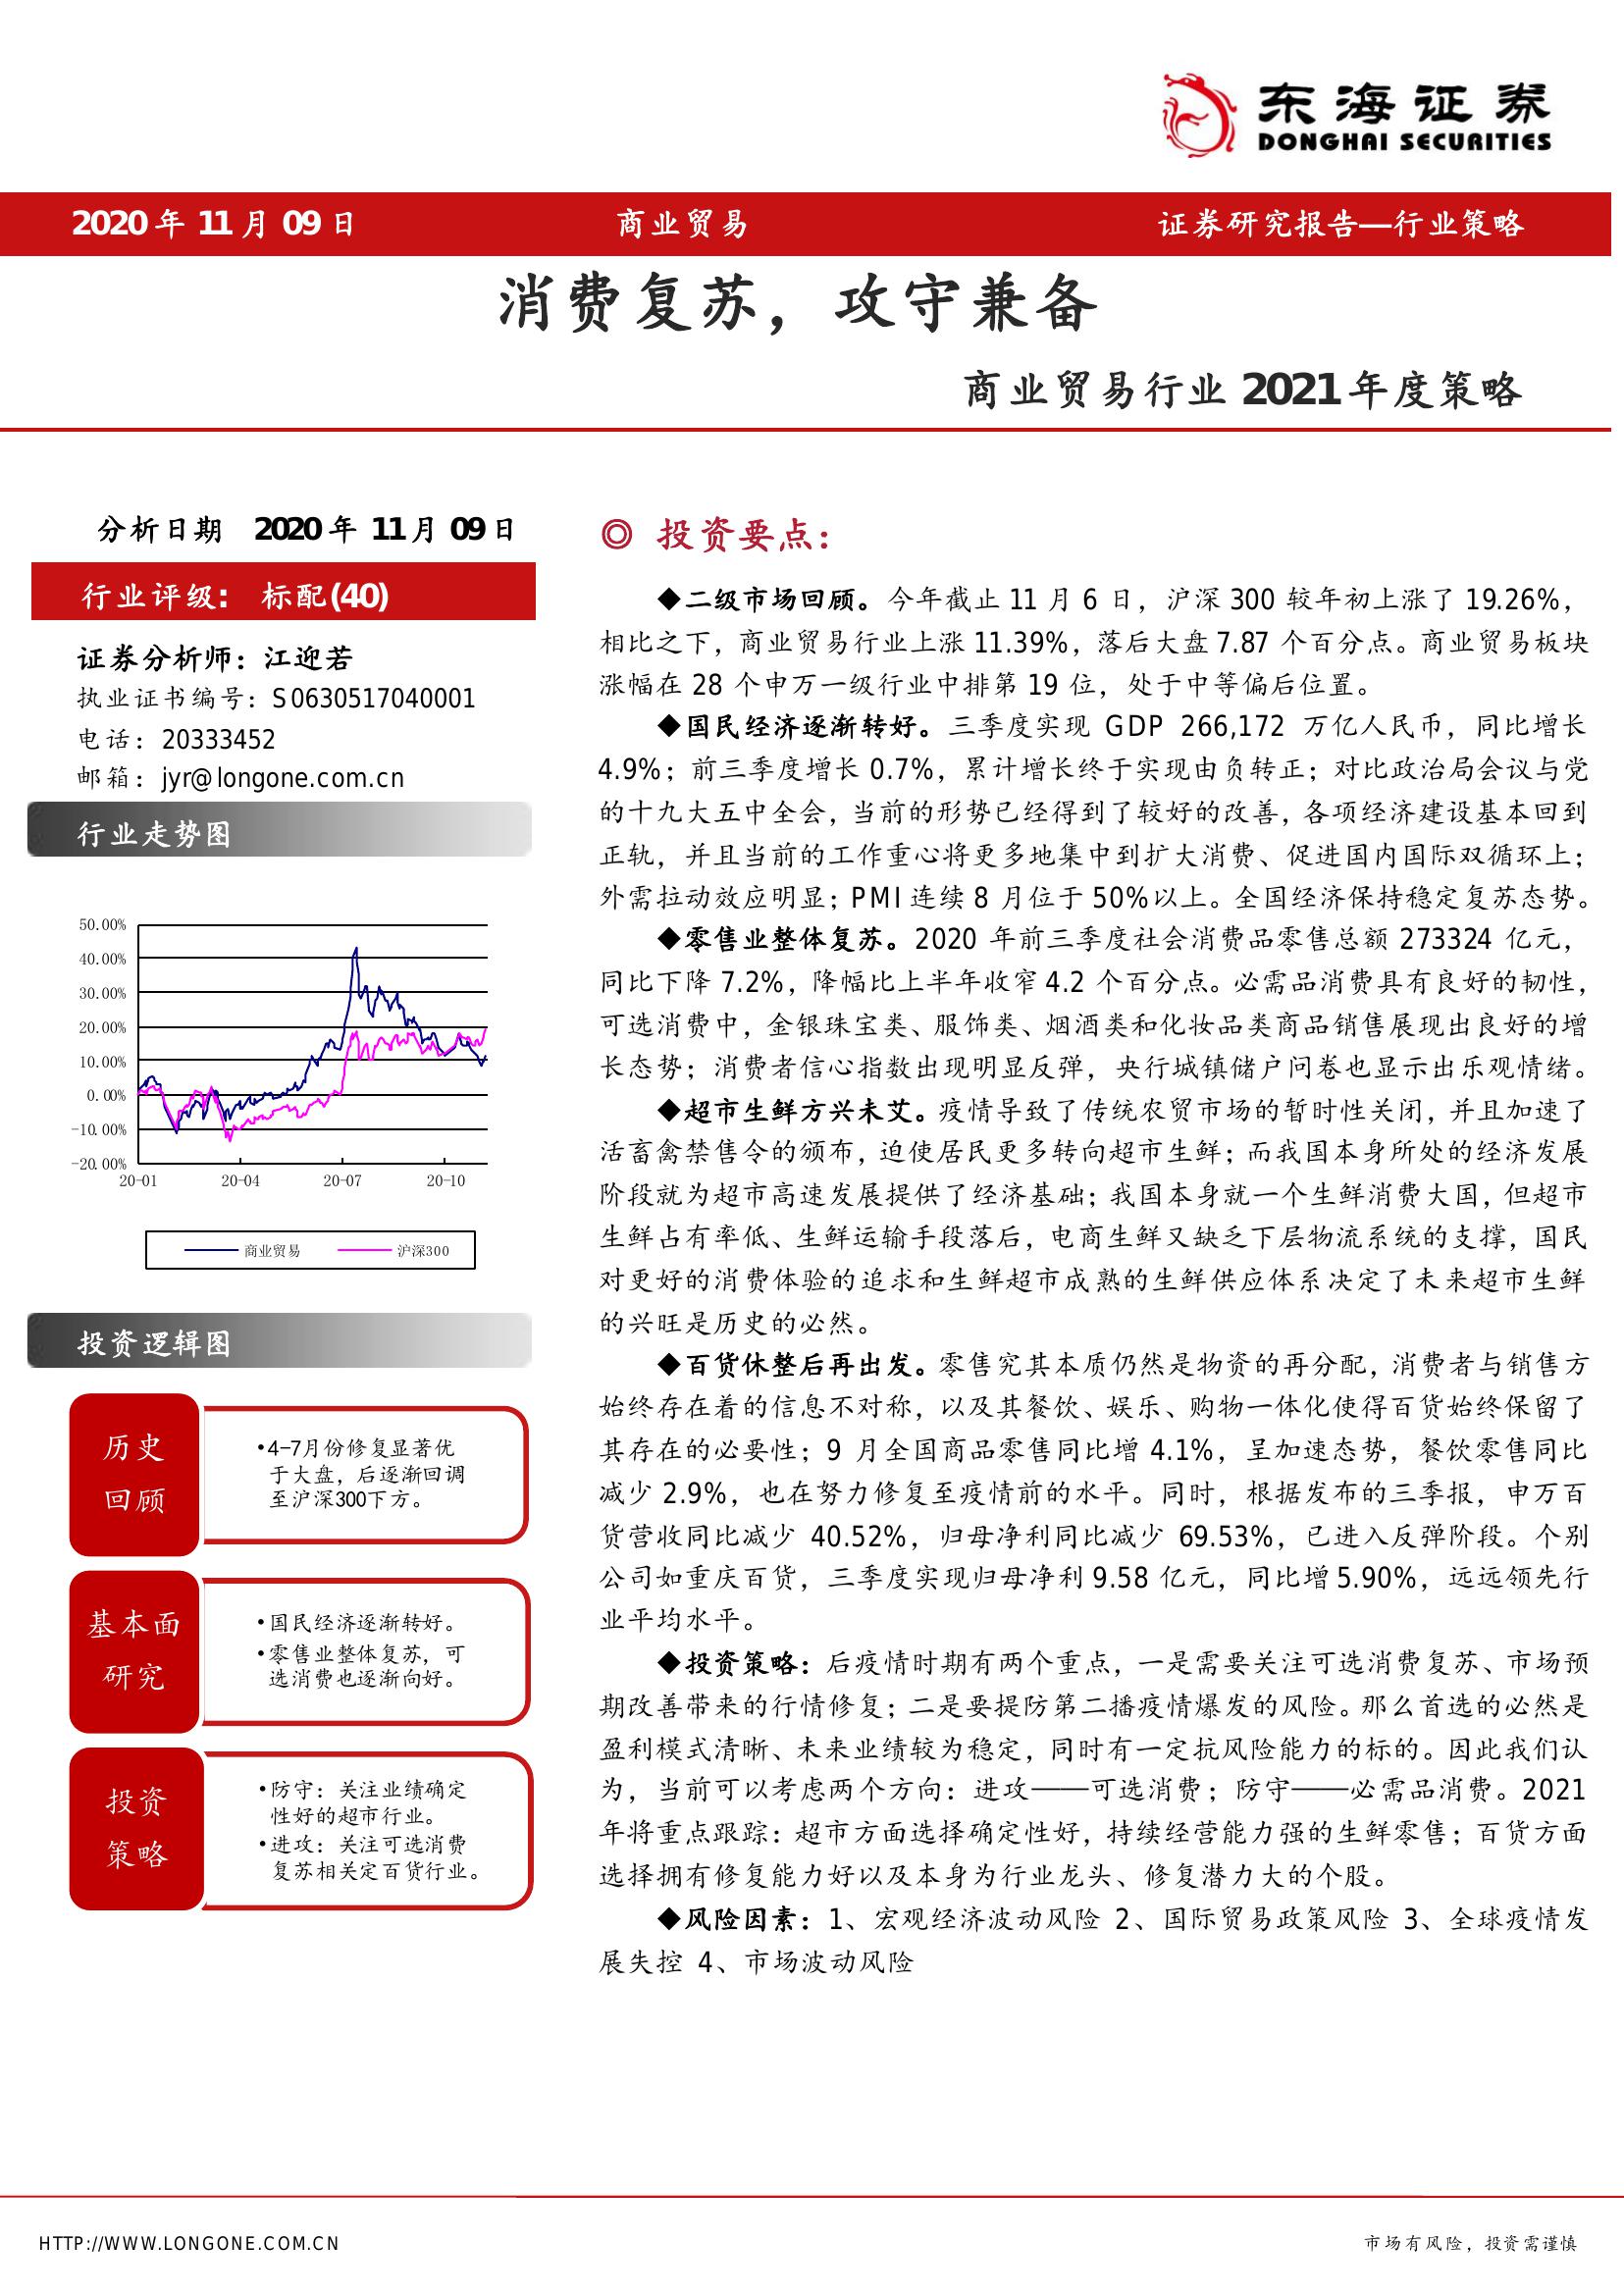 东海证券
DONGHAI SECURITIES
2020 年 11 月 09 日 商业贸易 证券研究报告—行业策略
消费复苏，攻守兼备
商业贸易行业 2021 年度策略
分析日期 2020 年 11 月 09 日
行业评级： 标配(40)
证券分析师：江迎若
执业证书编号：S0630517040001
电话：20333452
邮箱：jyr@longone.com.cn
行业走势图
50.00%
40.00%
30.00%
20.00%
10.00%
0.00%
-10.00%
-20.00%
20-01 20-04 20-07 20-10
商业贸易 沪深300
投资逻辑图
历史
回顾
•4-7月份修复显著优
于大盘，后逐渐回调
至沪深300下方。
基本面
研究
•国民经济逐渐转好。
•零售业整体复苏，可
选消费也逐渐向好。
投资
策略
•防守：关注业绩确定
性好的超市行业。
•进攻：关注可选消费
复苏相关定百货行业。
◎ 投资要点：
◆二级市场回顾。今年截止 11 月 6 日，沪深 300 较年初上涨了 19.26%，
相比之下，商业贸易行业上涨 11.39%，落后大盘 7.87 个百分点。商业贸易板块
涨幅在 28 个申万一级行业中排第 19 位，处于中等偏后位置。
◆国民经济逐渐转好。三季度实现 GDP 266,172 万亿人民币，同比增长
4.9%；前三季度增长 0.7%，累计增长终于实现由负转正；对比政治局会议与党
的十九大五中全会，当前的形势已经得到了较好的改善，各项经济建设基本回到
正轨，并且当前的工作重心将更多地集中到扩大消费、促进国内国际双循环上；
外需拉动效应明显；PMI 连续 8 月位于 50%以上。全国经济保持稳定复苏态势。
◆零售业整体复苏。2020 年前三季度社会消费品零售总额 273324 亿元，
同比下降 7.2%，降幅比上半年收窄 4.2 个百分点。必需品消费具有良好的韧性，
可选消费中，金银珠宝类、服饰类、烟酒类和化妆品类商品销售展现出良好的增
长态势；消费者信心指数出现明显反弹，央行城镇储户问卷也显示出乐观情绪。
◆超市生鲜方兴未艾。疫情导致了传统农贸市场的暂时性关闭，并且加速了
活畜禽禁售令的颁布，迫使居民更多转向超市生鲜；而我国本身所处的经济发展
阶段就为超市高速发展提供了经济基础；我国本身就一个生鲜消费大国，但超市
生鲜占有率低、生鲜运输手段落后，电商生鲜又缺乏下层物流系统的支撑，国民
对更好的消费体验的追求和生鲜超市成熟的生鲜供应体系决定了未来超市生鲜
的兴旺是历史的必然。
◆百货休整后再出发。零售究其本质仍然是物资的再分配，消费者与销售方
始终存在着的信息不对称，以及其餐饮、娱乐、购物一体化使得百货始终保留了
其存在的必要性；9 月全国商品零售同比增 4.1%，呈加速态势，餐饮零售同比
减少 2.9%，也在努力修复至疫情前的水平。同时，根据发布的三季报，申万百
货营收同比减少 40.52%，归母净利同比减少 69.53%，已进入反弹阶段。个别
公司如重庆百货，三季度实现归母净利 9.58 亿元，同比增 5.90%，远远领先行
业平均水平。
◆投资策略：后疫情时期有两个重点，一是需要关注可选消费复苏、市场预
期改善带来的行情修复；二是要提防第二播疫情爆发的风险。那么首选的必然是
盈利模式清晰、未来业绩较为稳定，同时有一定抗风险能力的标的。因此我们认
为，当前可以考虑两个方向：进攻——可选消费；防守——必需品消费。2021
年将重点跟踪：超市方面选择确定性好，持续经营能力强的生鲜零售；百货方面
选择拥有修复能力好以及本身为行业龙头、修复潜力大的个股。
◆风险因素：1、宏观经济波动风险 2、国际贸易政策风险 3、全球疫情发
展失控 4、市场波动风险
HTTP://WWW.LONGONE.COM.CN 市场有风险，投资需谨慎